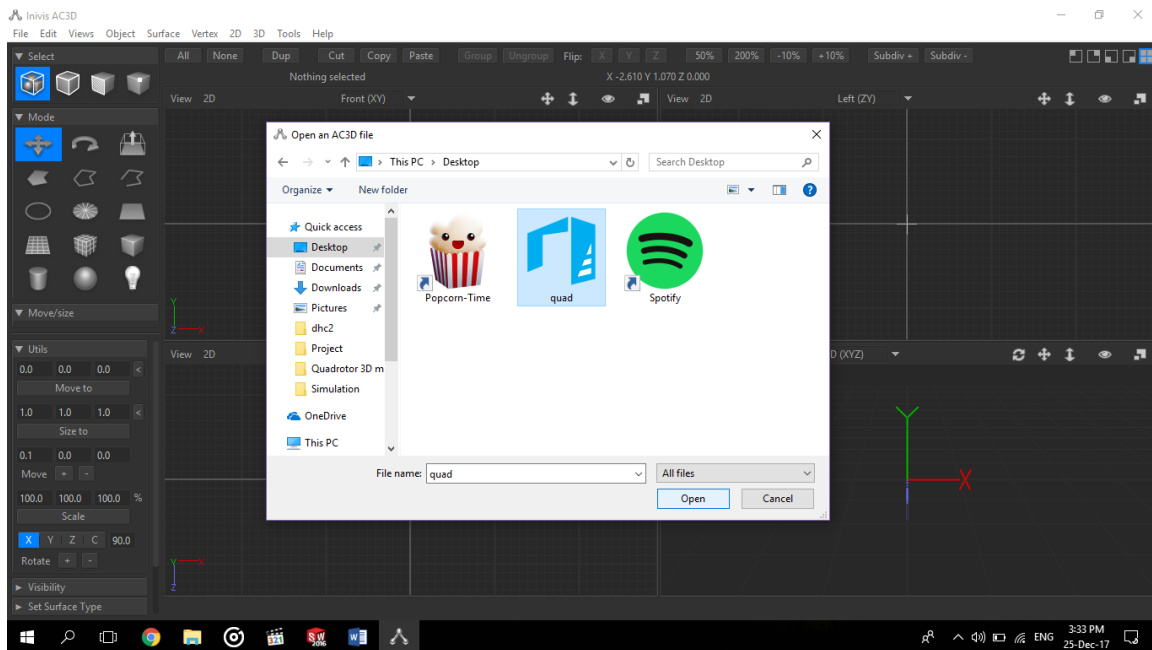 Inivis AC3D
File Edit Views Object Surface Vertex 2D 3D Tools Help
Select All None Dup Cut Copy Paste Group Ungroup Flip: X Y Z 50% 200% -10% +10% Subdiv + Subdiv -
Nothing selected X -2.610 Y 1.070 Z 0.000
View 2D Front (XY) View 2D Left (ZY)
Mode
Open an AC3D file
This PC > Desktop Search Desktop
Organize New folder
Quick access
Desktop
Documents
Downloads
Popcorn-Time quad Spotify
Pictures
Move/size
dhc2
Y
Z X
Project
Utils
View 2D D (XYZ)
Quadrotor 3D m
0.0 0.0 0.0 <
Move to
Simulation
1.0 1.0 1.0 <
OneDrive
Size to
This PC
0.1 0.0 0.0
Move + -
File name: quad All files
100.0 100.0 100.0 %
Open Cancel
Scale
X Y Z C 90.0
Rotate + -
Y X
Z
Visibility
Set Surface Type
321
SW
2016
W
ENG
3:33 PM
25-Dec-17